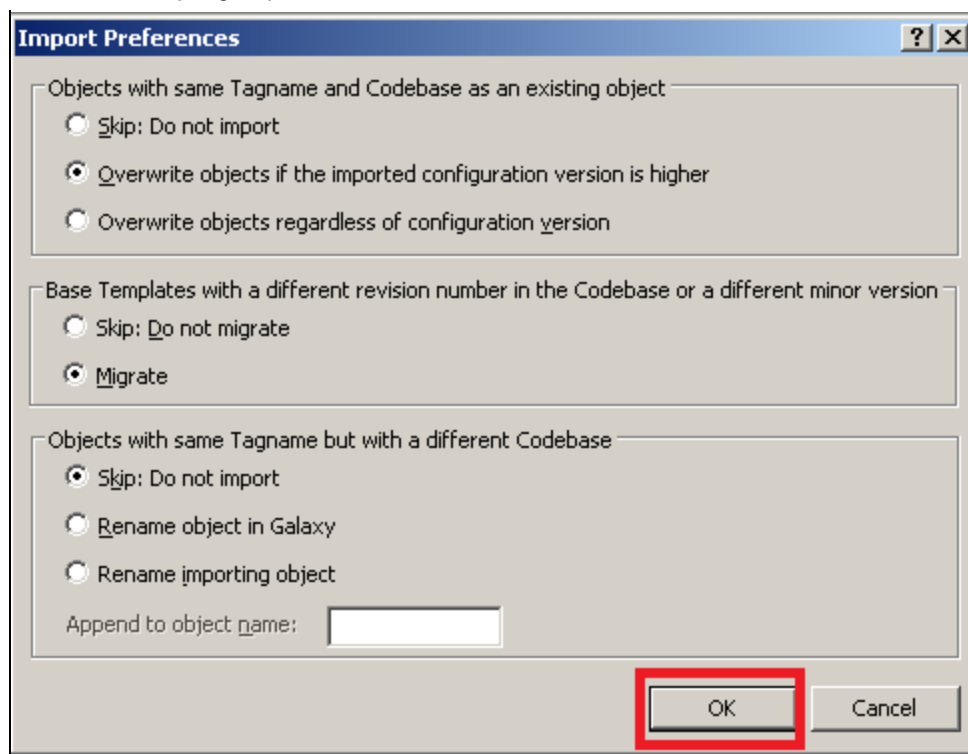 Import Preferences
Objects with same Tagname and Codebase as an existing object
Skip: Do not import
Overwrite objects if the imported configuration version is higher
Overwrite objects regardless of configuration version
Base Templates with a different revision number in the Codebase or a different minor version
Skip: Do not migrate
Migrate
Objects with same Tagname but with a different Codebase
Skip: Do not import
Rename object in Galaxy
Rename importing object
Append to object name:
OK Cancel